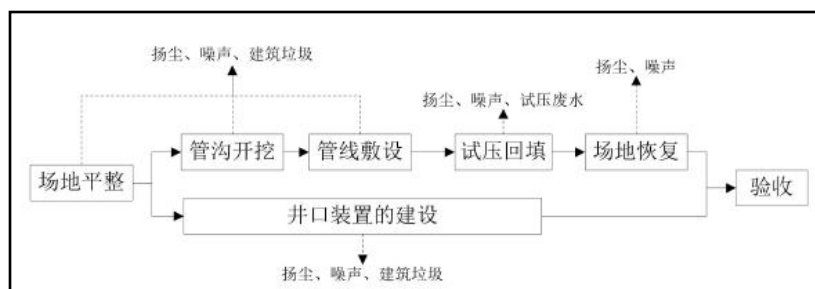 扬尘、噪声、建筑垃圾
扬尘、噪声
扬尘、噪声、试压废水
管沟开挖
管线敷设
试压回填
场地恢复
场地平整
验收
井口装置的建设
扬尘、噪声、建筑垃圾